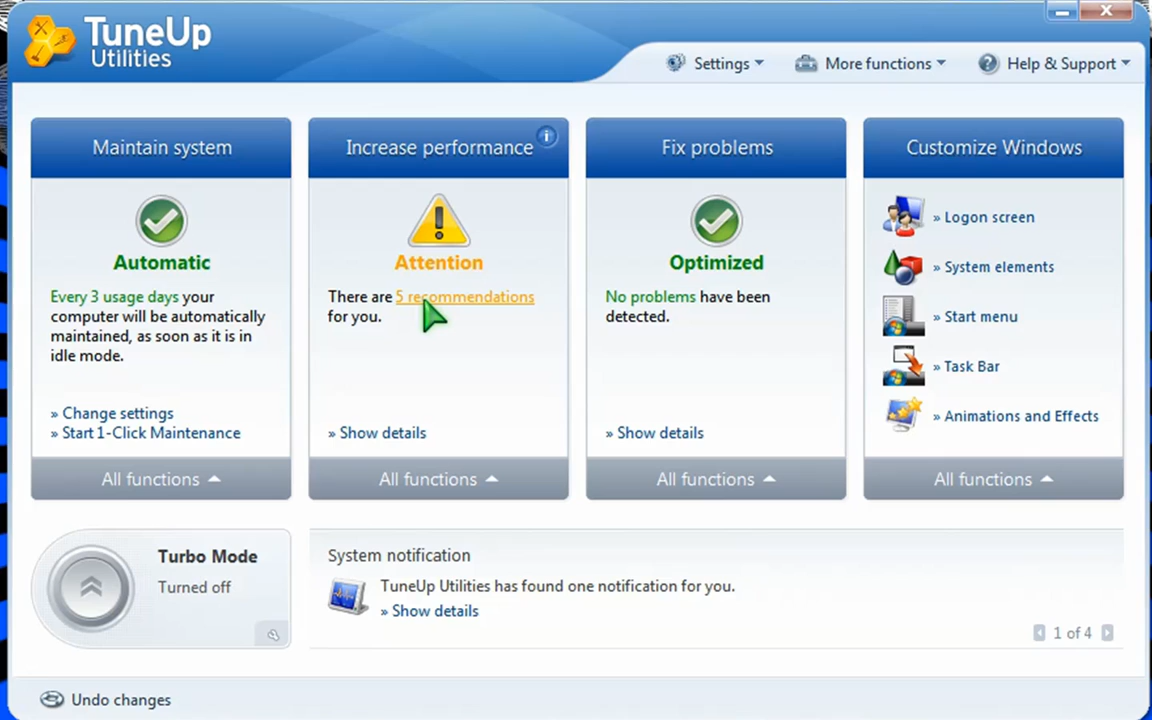 TuneUp
Utilities
Settings
More functions
Help & Support
Maintain system
Automatic
Every 3 usage days your
computer will be automatically
maintained, as soon as it is in
idle mode.
» Change settings
» Start 1-Click Maintenance
All functions
Increase performance
Attention
There are 5 recommendations
for you.
» Show details
All functions
Fix problems
Optimized
No problems have been
detected.
» Show details
All functions
Customize Windows
» Logon screen
» System elements
» Start menu
» Task Bar
» Animations and Effects
All functions
Turbo Mode
Turned off
System notification
TuneUp Utilities has found one notification for you.
» Show details
1 of 4
Undo changes